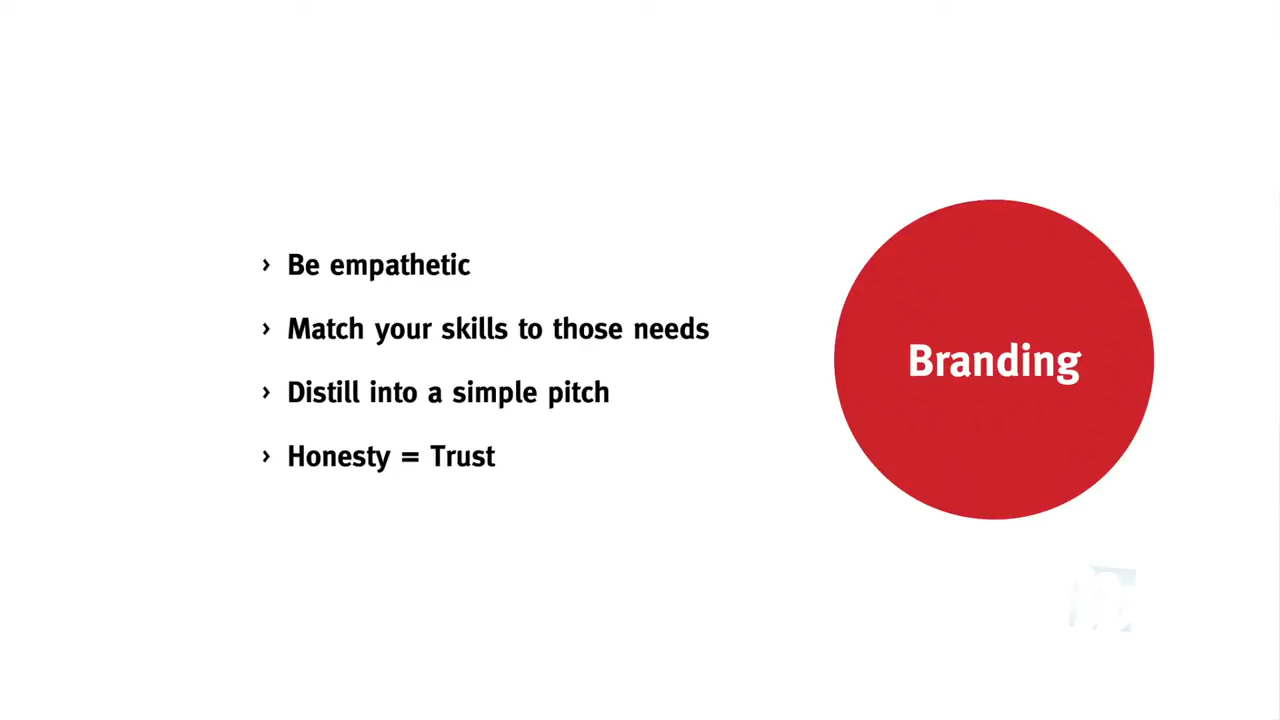 › Be empathetic
› Match your skills to those needs
› Distill into a simple pitch
› Honesty = Trust
Branding